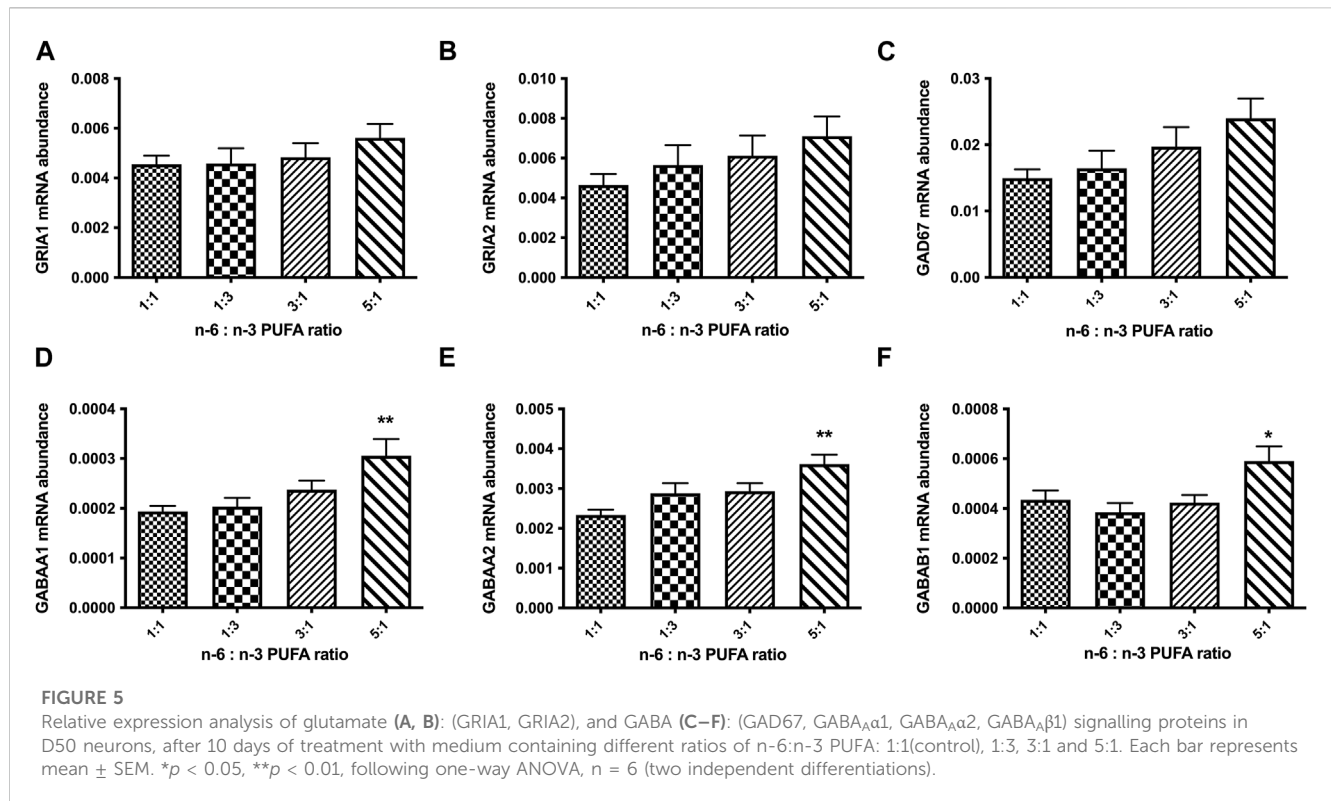 A
GRIA1 mRNA abundance
0.008
0.006
0.004
0.002
0.000
1:1
1:3
3:1
5:1
n-6 : n-3 PUFA ratio
B
GRIA2 mRNA abundance
0.010
0.008
0.006
0.004
0.002
0.000
1:1
1:3
3:1
5:1
n-6 : n-3 PUFA ratio
C
GAD67 mRNA abundance
0.03
0.02
0.01
0.00
1:1
1:3
3:1
5:1
n-6 : n-3 PUFA ratio
D
GABAA1 mRNA abundance
0.0004
0.0003
0.0002
0.0001
0.0000
**
1:1
1:3
3:1
5:1
n-6 : n-3 PUFA ratio
E
GABAA2 mRNA abundance
0.005
0.004
0.003
0.002
0.001
0.000
**
1:1
1:3
3:1
5:1
n-6 : n-3 PUFA ratio
F
GABAB1 mRNA abundance
0.0008
0.0006
0.0004
0.0002
0.0000
*
1:1
1:3
3:1
5:1
n-6 : n-3 PUFA ratio
FIGURE 5
Relative expression analysis of glutamate (A, B): (GRIA1, GRIA2), and GABA (C–F): (GAD67, GABAAα1, GABAAα2, GABAAβ1) signalling proteins in
D50 neurons, after 10 days of treatment with medium containing different ratios of n-6:n-3 PUFA: 1:1(control), 1:3, 3:1 and 5:1. Each bar represents
mean ± SEM. *p < 0.05, **p < 0.01, following one-way ANOVA, n = 6 (two independent differentiations).